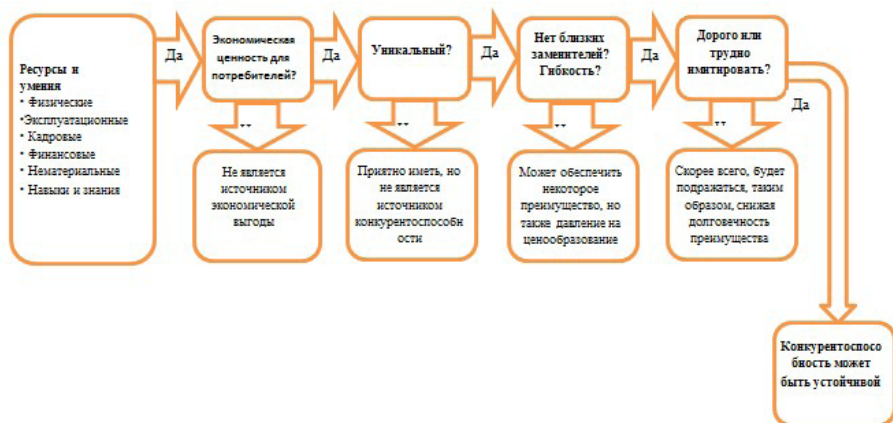 Ресурсы и
умения
• Физические
•Эксплуатационные
• Кадровые
• Финансовые
• Нематериальные
• Навыки и знания
Да
Экономическая
ценность для
потребителей?
Да
Уникальный?
Да
Нет близких
заменителей?
Гибкость?
Да
Дорого или
трудно
имитировать?
Да
Не является
источником
экономической
выгоды
Приятно иметь, но
не является
источником
конкурентоспособн
ости
Может обеспечить
некоторое
преимущество, но
также давление на
ценообразование
Скорее всего, будет
подражаться, таким
образом, снижая
долговечность
преимущества
Конкурентоспосо
бность может
быть устойчивой